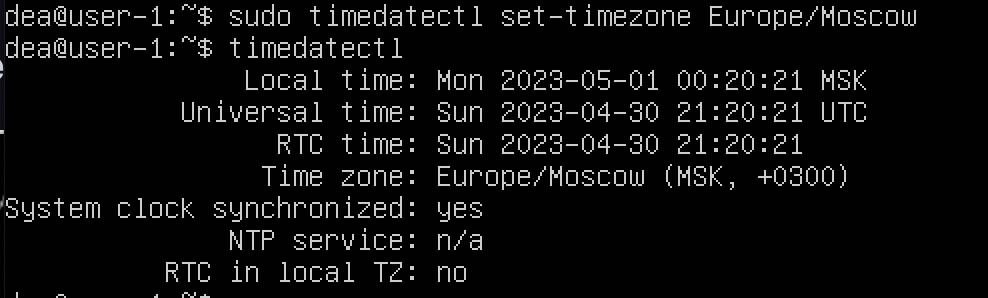 dea@user-1:~$ sudo timedatectl set-timezone Europe/Moscow
dea@user-1:~$ timedatectl
Local time: Mon 2023-05-01 00:20:21 MSK
Universal time: Sun 2023-04-30 21:20:21 UTC
RTC time: Sun 2023-04-30 21:20:21
Time zone: Europe/Moscow (MSK, +0300)
System clock synchronized: yes
NTP service: n/a
RTC in local TZ: no
dea@user-1:~$